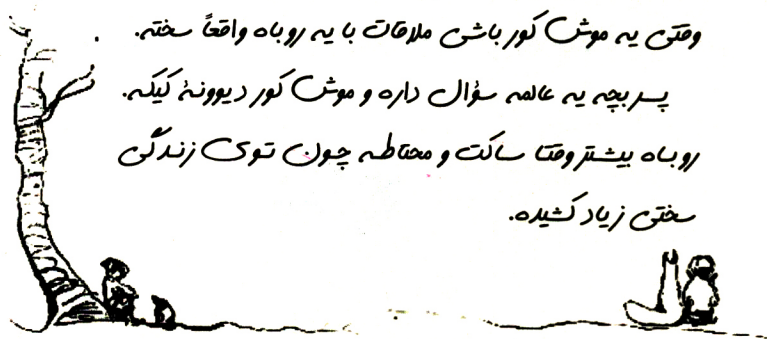 وقتی یه موش کور باشی ملاقات با یه روباه واقعاً سخته.
پسربچه یه عالمه سؤال داره و موش کور دیوونهٔ کیکه.
روباه بیشتر وقتا ساکت و محتاطه چون توی زندگی
سختی زیاد کشیده.